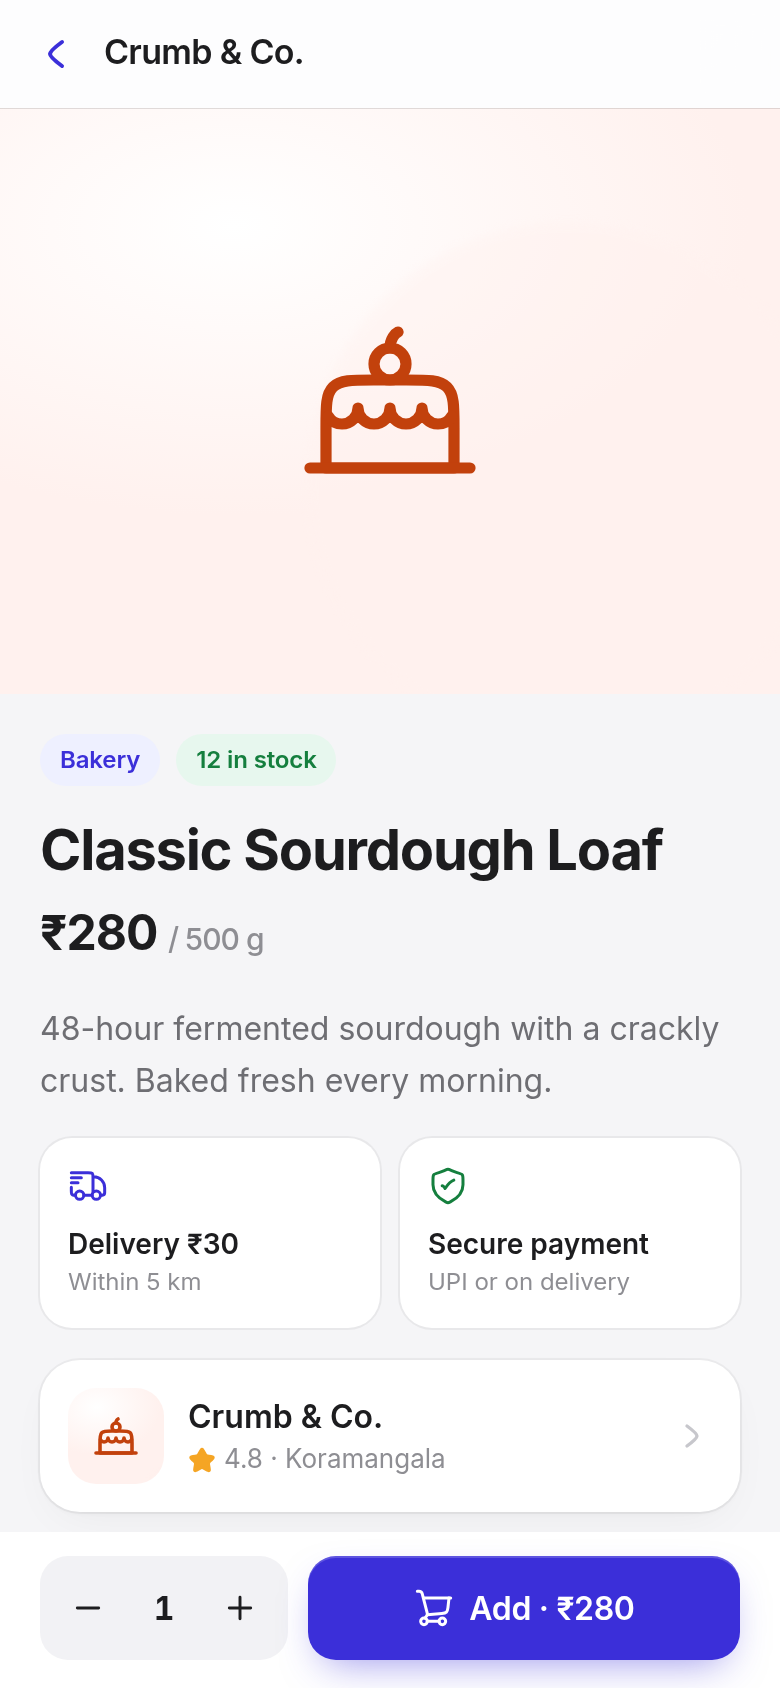 Crumb & Co.
Bakery
12 in stock
Classic Sourdough Loaf
₹280 / 500 g
48-hour fermented sourdough with a crackly
crust. Baked fresh every morning.
Delivery ₹30
Within 5 km
Secure payment
UPI or on delivery
Crumb & Co.
4.8 · Koramangala
1
Add · ₹280